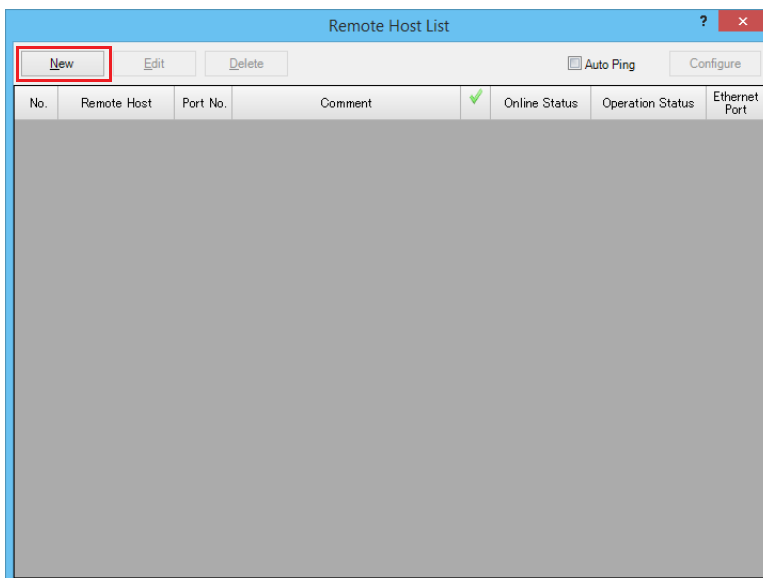 Remote Host List ? ×
New Edit Delete Auto Ping Configure
No. Remote Host Port No. Comment Online Status Operation Status Ethernet Port